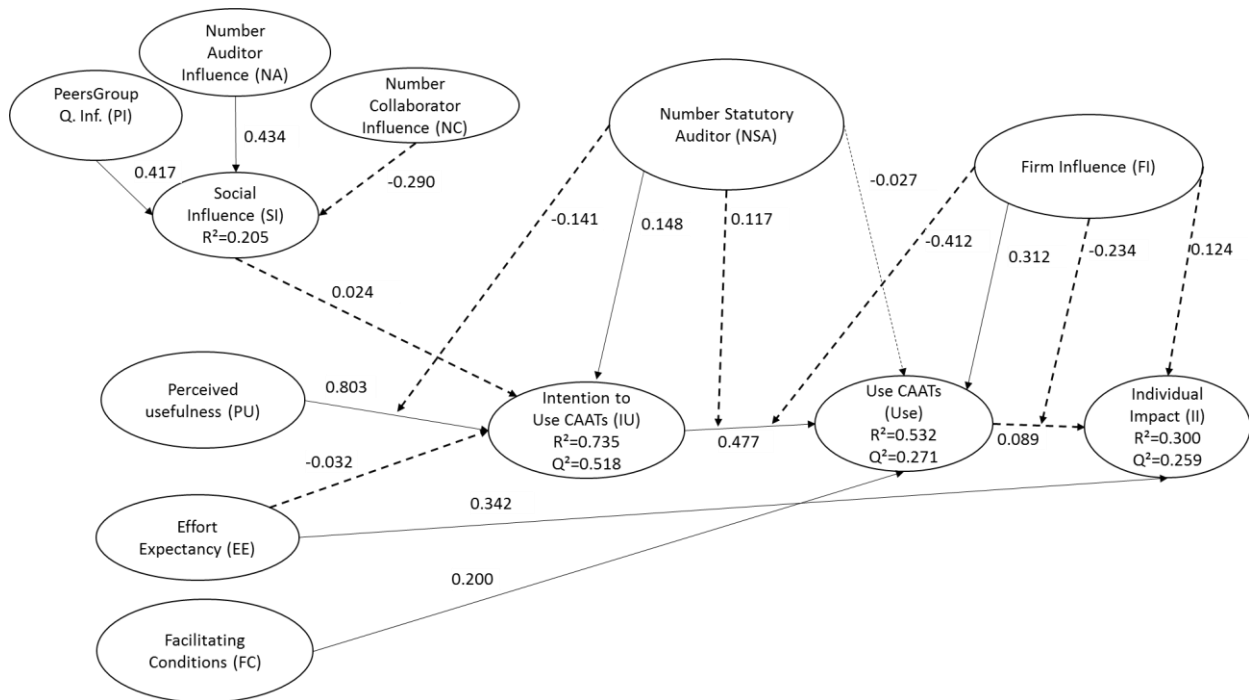 Number
Auditor
Influence (NA)
PeersGroup
Q. Inf. (PI)
Number
Collaborator
Influence (NC)
Number Statutory
Auditor (NSA)
Firm Influence (FI)
0.417
0.434
-0.290
Social
Influence (SI)
R²=0.205
-0.141
0.148
0.117
-0.027
-0.412
0.312
-0.234
0.124
0.024
Perceived
usefulness (PU)
0.803
Intention to
Use CAATs (IU)
R²=0.735
Q²=0.518
0.477
Use CAATs
(Use)
R²=0.532
Q²=0.271
0.089
Individual
Impact (II)
R²=0.300
Q²=0.259
-0.032
Effort
Expectancy (EE)
0.342
0.200
Facilitating
Conditions (FC)